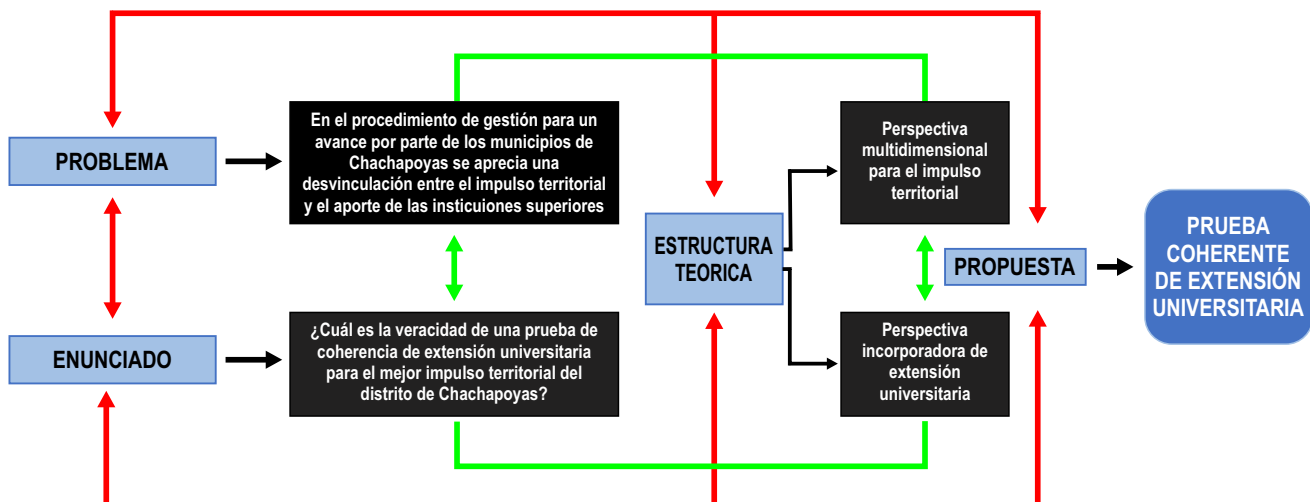 PROBLEMA
En el procedimiento de gestión para un
avance por parte de los municipios de
Chachapoyas se aprecia una
desvinculación entre el impulso territorial
y el aporte de las insticuiones superiores
ENUNCIADO
¿Cuál es la veracidad de una prueba de
coherencia de extensión universitaria
para el mejor impulso territorial del
distrito de Chachapoyas?
ESTRUCTURA
TEORICA
Perspectiva
multidimensional
para el impulso
territorial
Perspectiva
incorporadora de
extensión
universitaria
PROPUESTA
PRUEBA
COHERENTE
DE EXTENSIÓN
UNIVERSITARIA